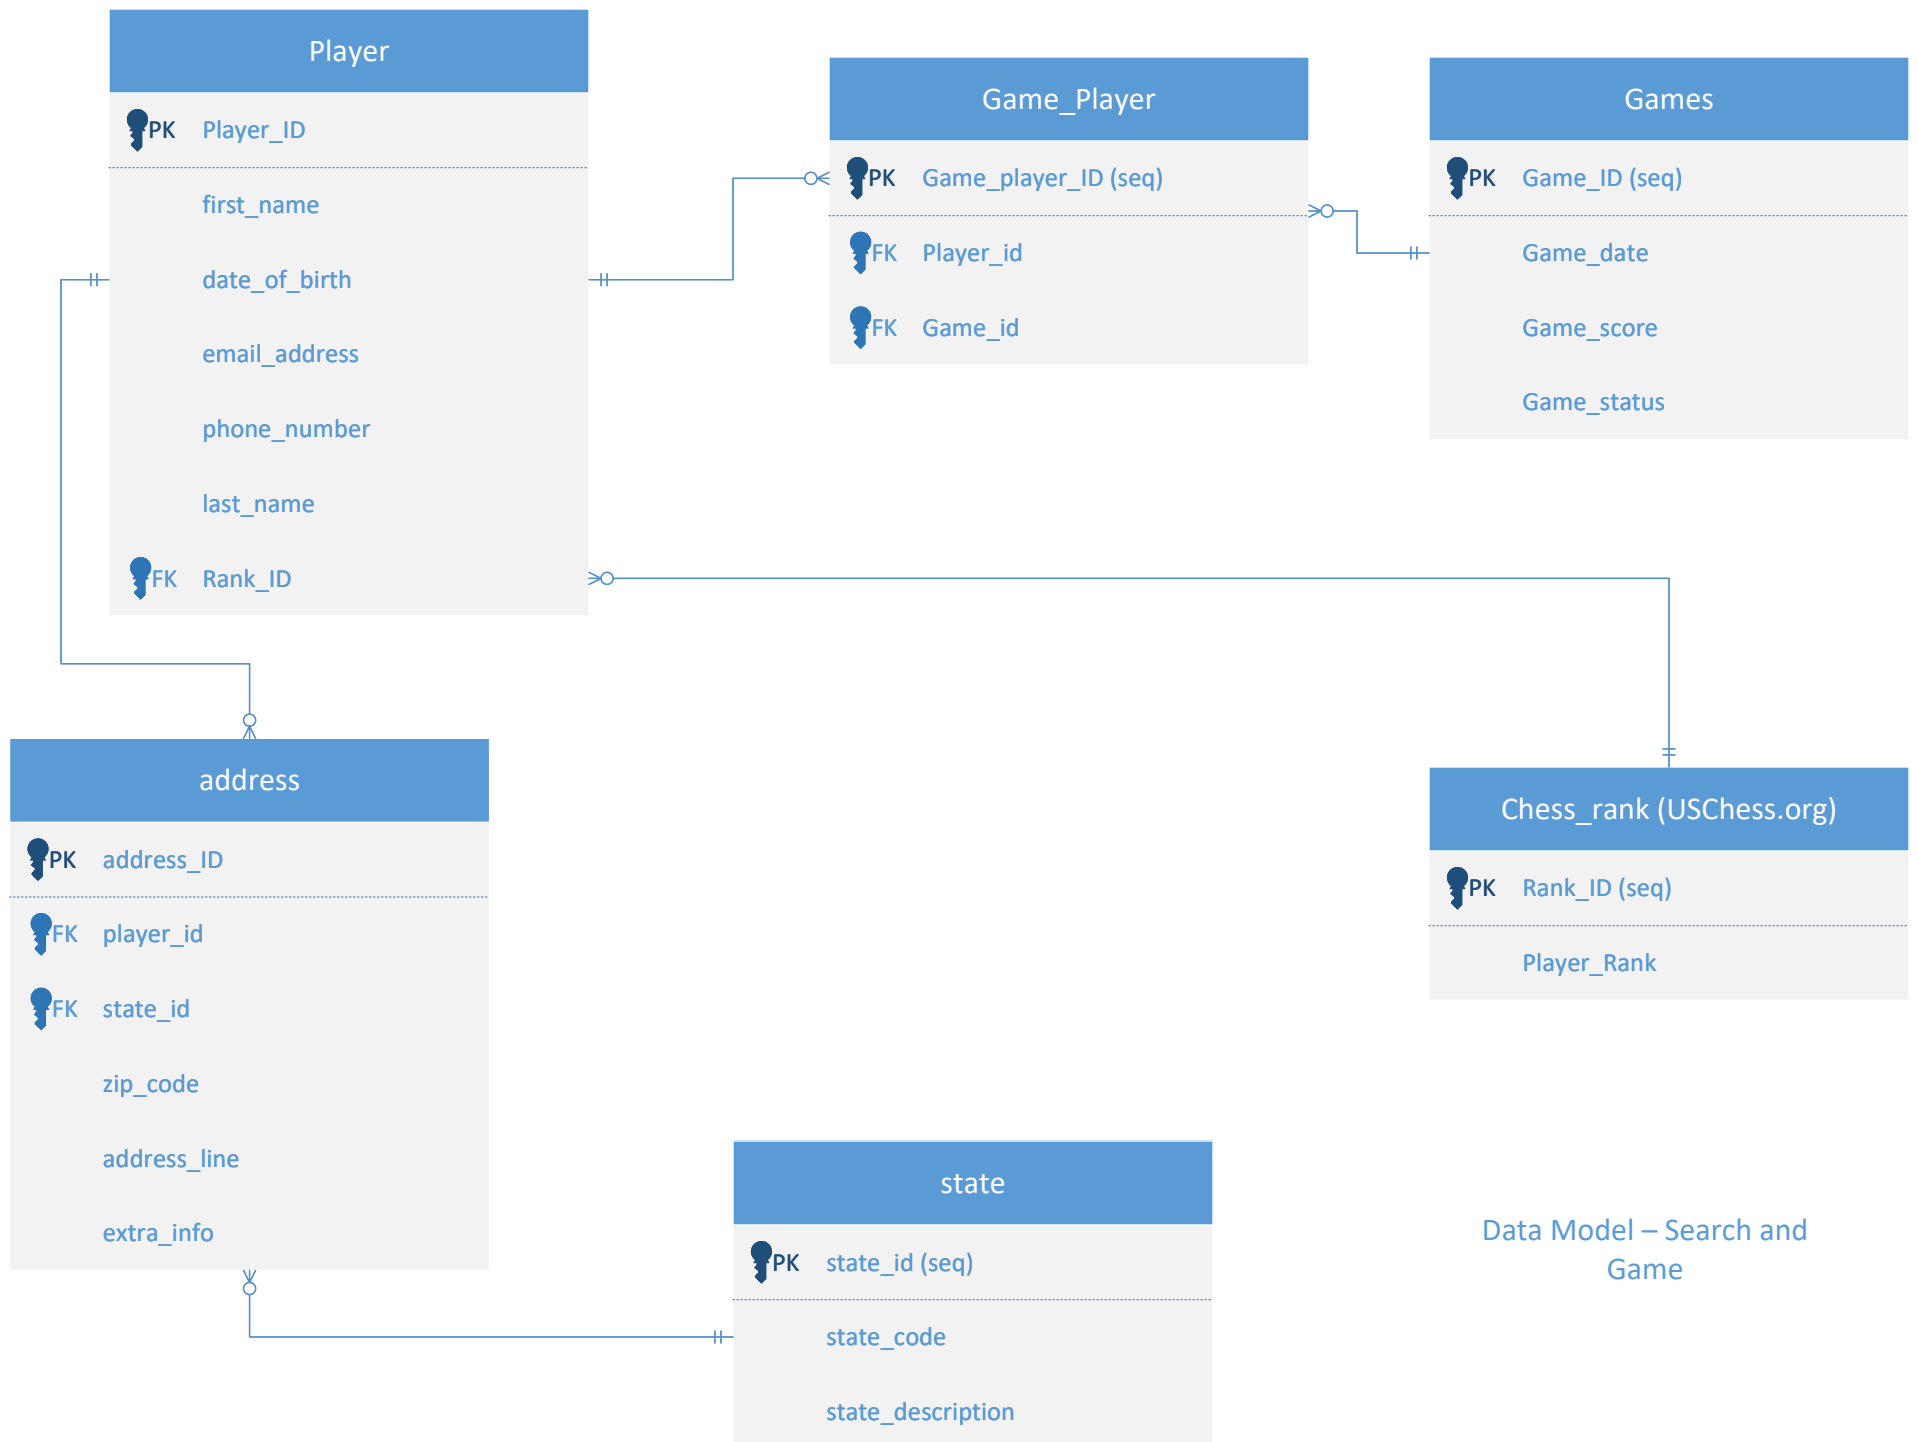 Player
PK Player_ID
first_name
date_of_birth
email_address
phone_number
last_name
FK Rank_ID
Game_Player
PK Game_player_ID (seq)
FK Player_id
FK Game_id
Games
PK Game_ID (seq)
Game_date
Game_score
Game_status
address
PK address_ID
FK player_id
FK state_id
zip_code
address_line
extra_info
Chess_rank (USChess.org)
PK Rank_ID (seq)
Player_Rank
state
PK state_id (seq)
state_code
state_description
Data Model – Search and
Game